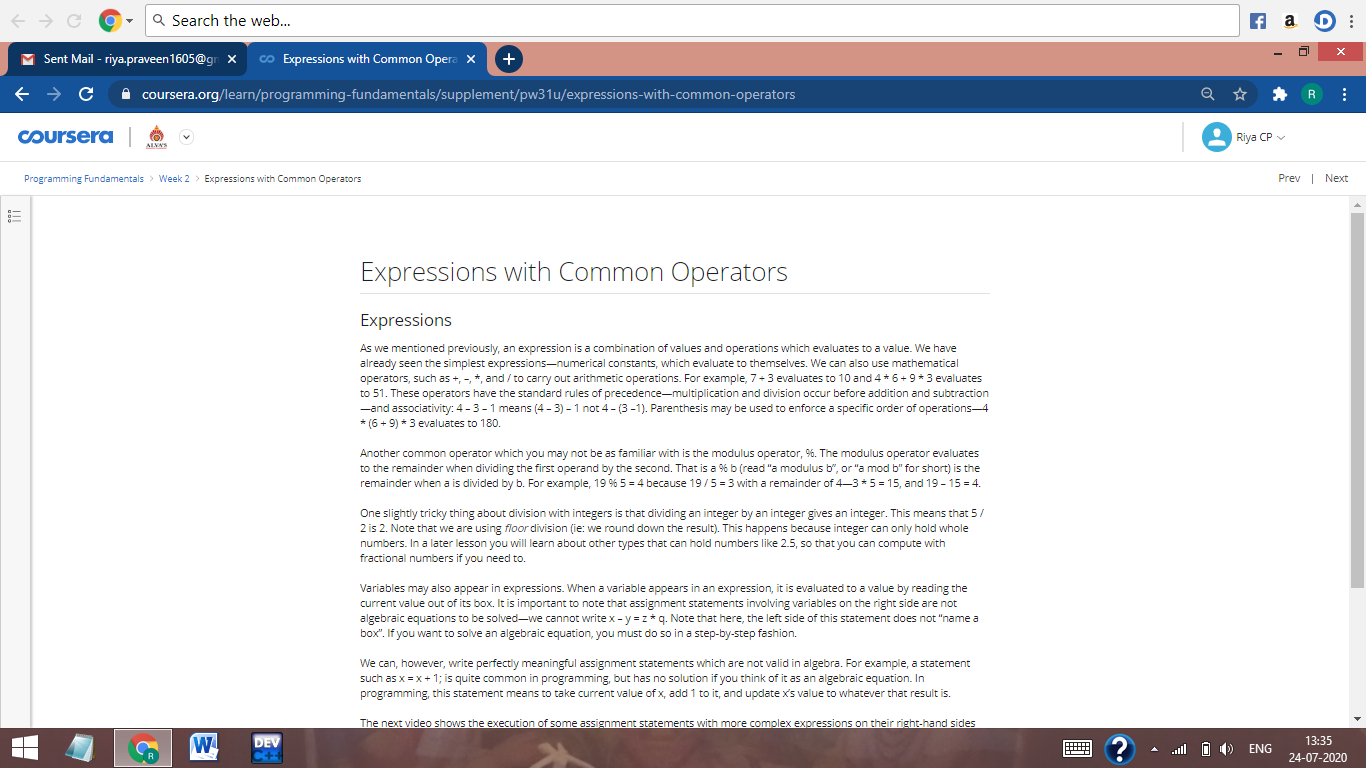 Search the web...
Sent Mail - riya.praveen1605@g
Expressions with Common Opera
coursera.org/learn/programming-fundamentals/supplement/pw31u/expressions-with-common-operators
R
coursera
ALVA'S
Riya CP
Programming Fundamentals > Week 2 > Expressions with Common Operators
Prev | Next
Expressions with Common Operators
Expressions
As we mentioned previously, an expression is a combination of values and operations which evaluates to a value. We have
already seen the simplest expressions—numerical constants, which evaluate to themselves. We can also use mathematical
operators, such as +, –, *, and / to carry out arithmetic operations. For example, 7 + 3 evaluates to 10 and 4 * 6 + 9 * 3 evaluates
to 51. These operators have the standard rules of precedence—multiplication and division occur before addition and subtraction
—and associativity: 4 – 3 – 1 means (4 – 3) – 1 not 4 – (3 –1). Parenthesis may be used to enforce a specific order of operations—4
* (6 + 9) * 3 evaluates to 180.
Another common operator which you may not be as familiar with is the modulus operator, %. The modulus operator evaluates
to the remainder when dividing the first operand by the second. That is a % b (read “a modulus b”, or “a mod b” for short) is the
remainder when a is divided by b. For example, 19 % 5 = 4 because 19 / 5 = 3 with a remainder of 4—3 * 5 = 15, and 19 – 15 = 4.
One slightly tricky thing about division with integers is that dividing an integer by an integer gives an integer. This means that 5 /
2 is 2. Note that we are using floor division (ie: we round down the result). This happens because integer can only hold whole
numbers. In a later lesson you will learn about other types that can hold numbers like 2.5, so that you can compute with
fractional numbers if you need to.
Variables may also appear in expressions. When a variable appears in an expression, it is evaluated to a value by reading the
current value out of its box. It is important to note that assignment statements involving variables on the right side are not
algebraic equations to be solved—we cannot write x – y = z * q. Note that here, the left side of this statement does not “name a
box”. If you want to solve an algebraic equation, you must do so in a step-by-step fashion.
We can, however, write perfectly meaningful assignment statements which are not valid in algebra. For example, a statement
such as x = x + 1; is quite common in programming, but has no solution if you think of it as an algebraic equation. In
programming, this statement means to take current value of x, add 1 to it, and update x’s value to whatever that result is.
The next video shows the execution of some assignment statements with more complex expressions on their right-hand sides
DEV
C++
ENG
13:35
24-07-2020